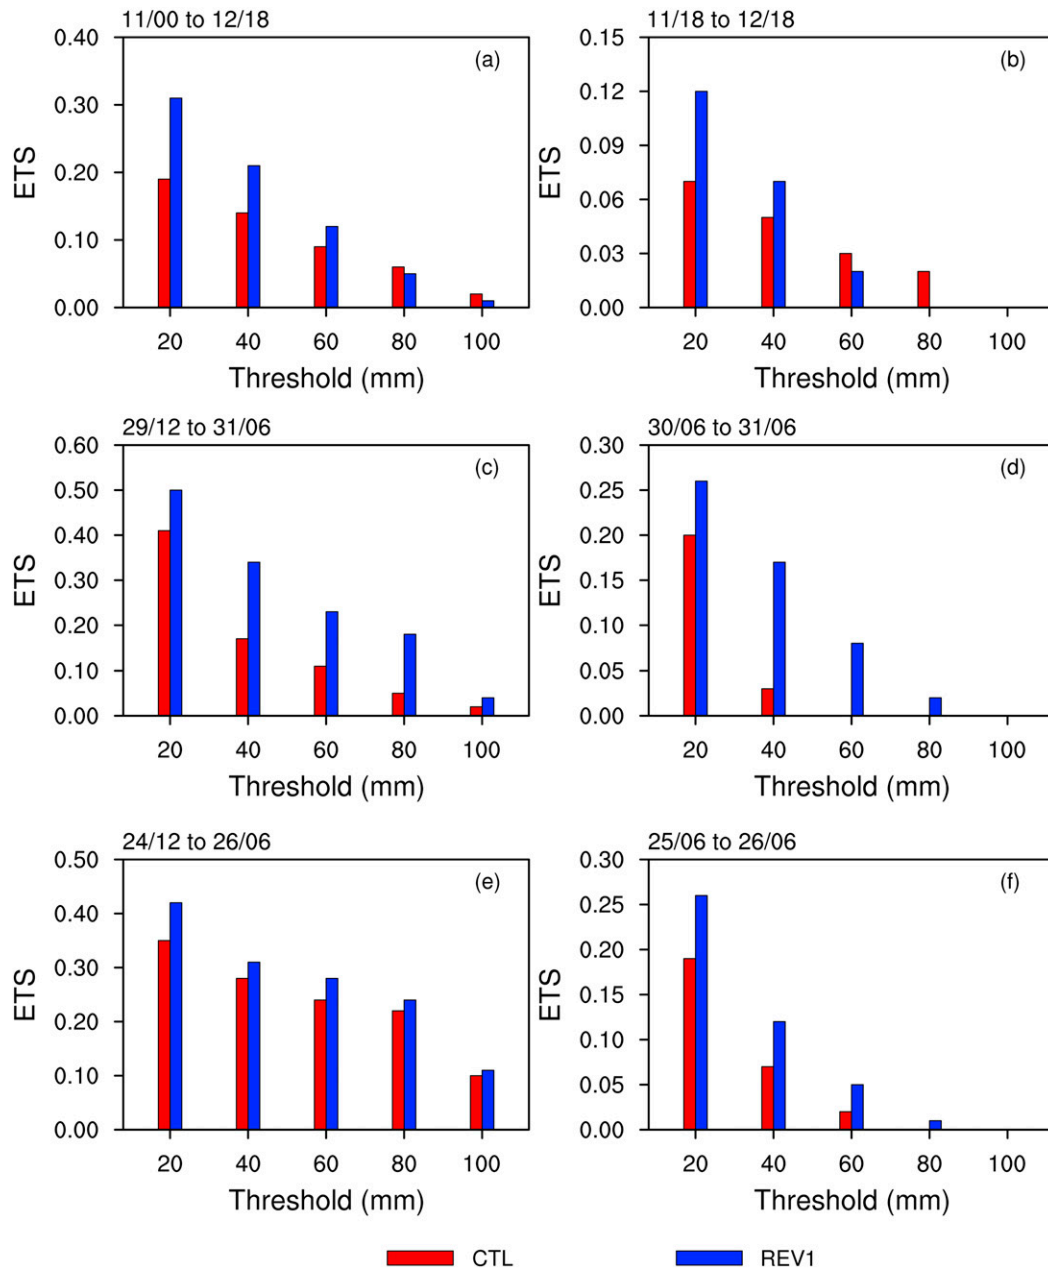 11/00 to 12/18
(a)
ETS
0.40
0.30
0.20
0.10
0.00
20 40 60 80 100
Threshold (mm)
11/18 to 12/18
(b)
ETS
0.15
0.12
0.09
0.06
0.03
0.00
20 40 60 80 100
Threshold (mm)
29/12 to 31/06
(c)
ETS
0.60
0.50
0.40
0.30
0.20
0.10
0.00
20 40 60 80 100
Threshold (mm)
30/06 to 31/06
(d)
ETS
0.30
0.25
0.20
0.15
0.10
0.05
0.00
20 40 60 80 100
Threshold (mm)
24/12 to 26/06
(e)
ETS
0.50
0.40
0.30
0.20
0.10
0.00
20 40 60 80 100
Threshold (mm)
25/06 to 26/06
(f)
ETS
0.30
0.25
0.20
0.15
0.10
0.05
0.00
20 40 60 80 100
Threshold (mm)
CTL
REV1